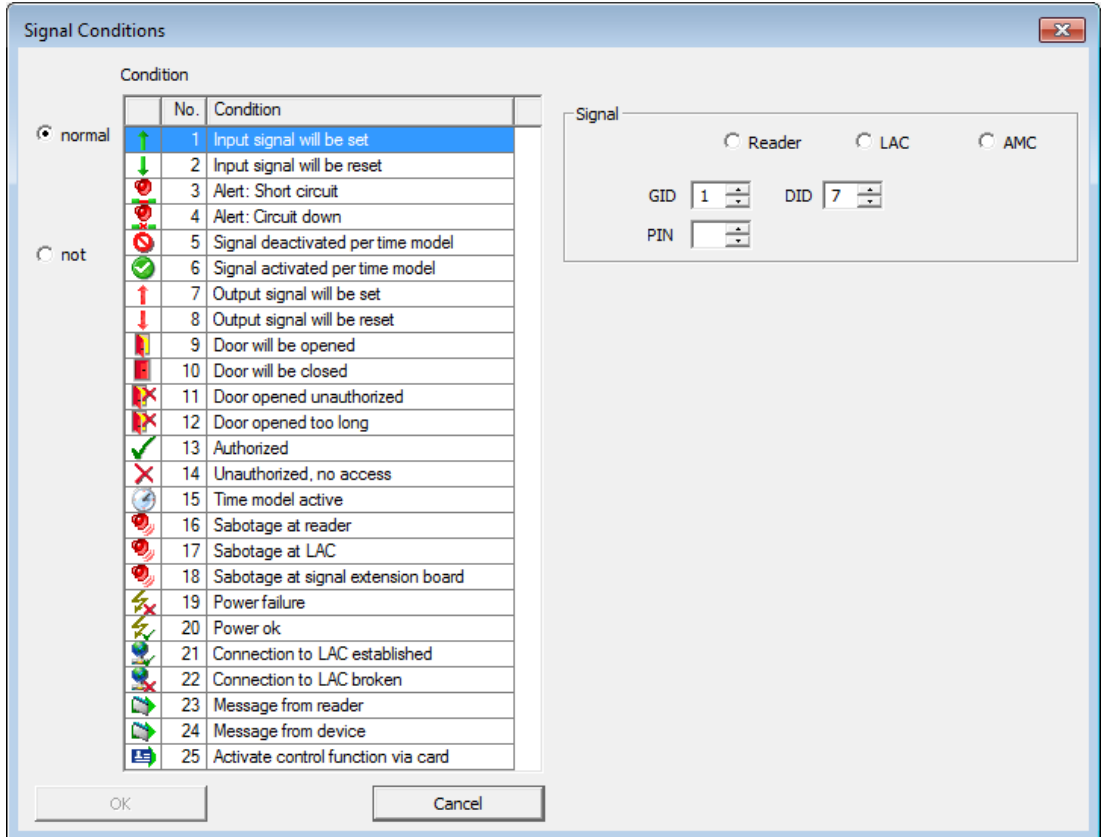 Signal Conditions
Condition
No. Condition
normal
not
1 Input signal will be set
2 Input signal will be reset
3 Alert: Short circuit
4 Alert: Circuit down
5 Signal deactivated per time model
6 Signal activated per time model
7 Output signal will be set
8 Output signal will be reset
9 Door will be opened
10 Door will be closed
11 Door opened unauthorized
12 Door opened too long
13 Authorized
14 Unauthorized, no access
15 Time model active
16 Sabotage at reader
17 Sabotage at LAC
18 Sabotage at signal extension board
19 Power failure
20 Power ok
21 Connection to LAC established
22 Connection to LAC broken
23 Message from reader
24 Message from device
25 Activate control function via card
Signal
Reader LAC AMC
GID 1 DID 7
PIN
OK Cancel